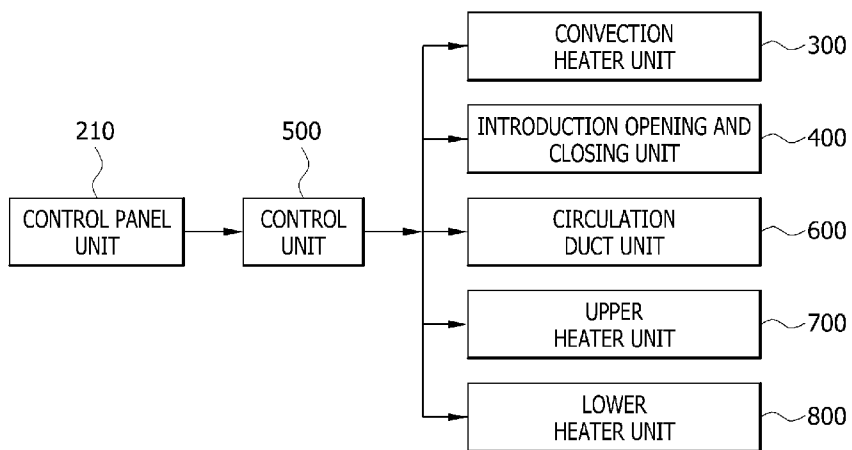 CONVECTION
HEATER UNIT
300
210
500
INTRODUCTION OPENING AND
CLOSING UNIT
400
CONTROL PANEL
UNIT
CONTROL
UNIT
CIRCULATION
DUCT UNIT
600
UPPER
HEATER UNIT
700
LOWER
HEATER UNIT
800